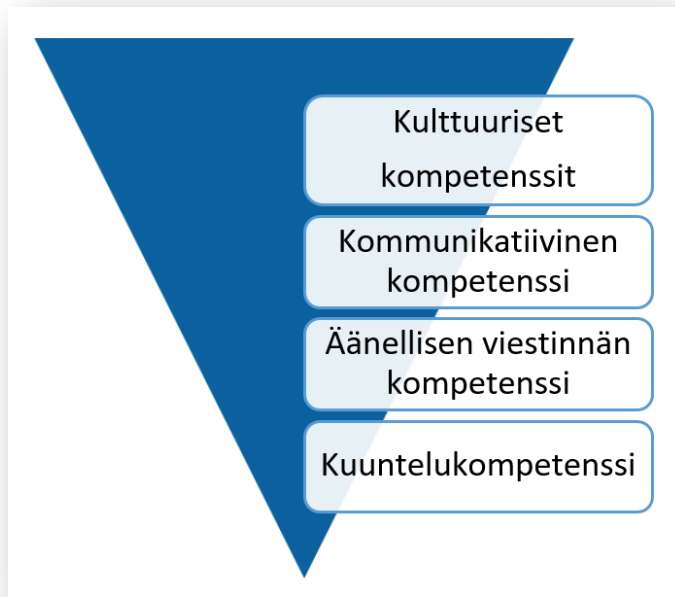 Kulttuuriset
kompetenssit
Kommunikatiivinen
kompetenssi
Äänellisen viestinnän
kompetenssi
Kuuntelukompetenssi